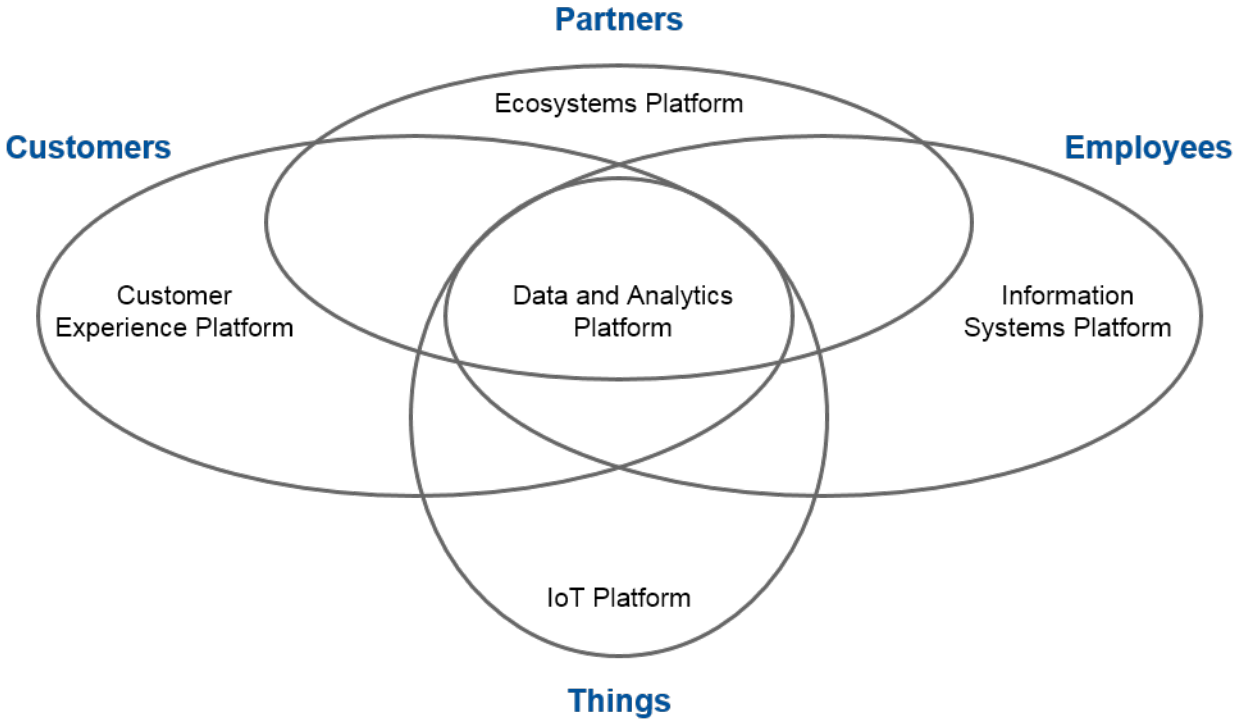 Partners
Ecosystems Platform
Customers
Employees
Customer
Experience Platform
Data and Analytics
Platform
Information
Systems Platform
IoT Platform
Things